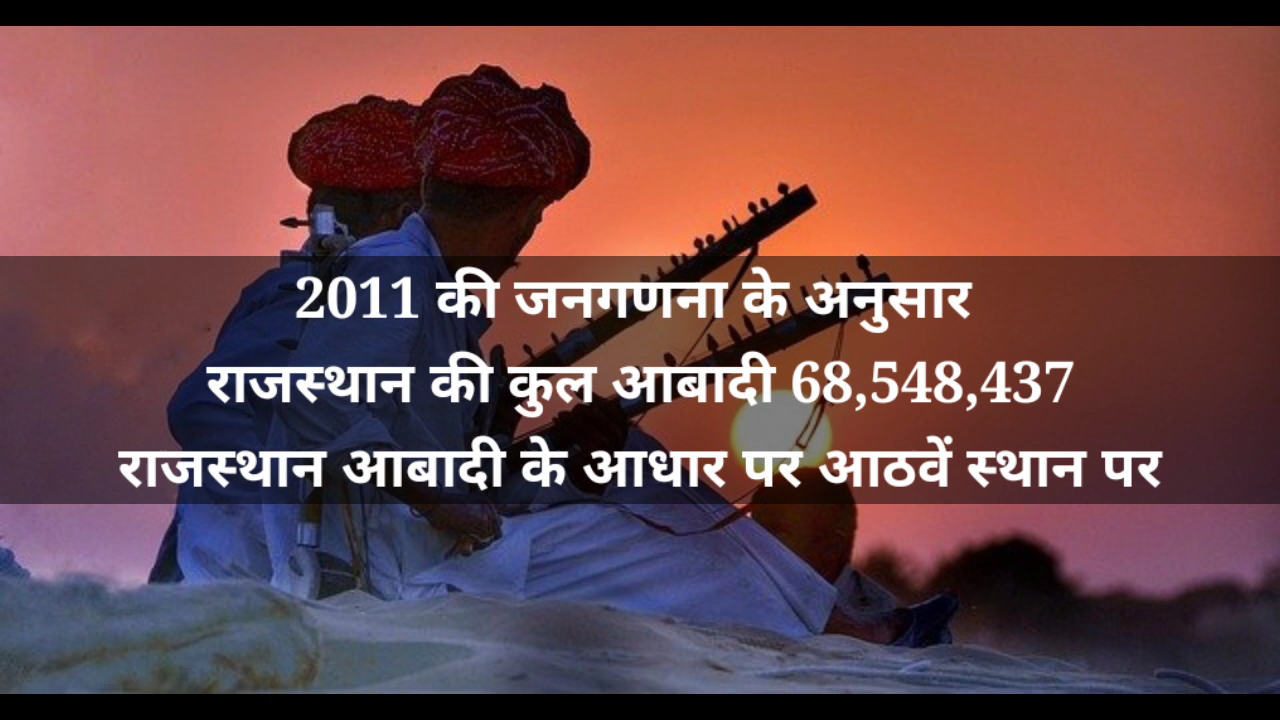 2011 की जनगणना के अनुसार
राजस्थान की कुल आबादी 68,548,437
राजस्थान आबादी के आधार पर आठवें स्थान पर